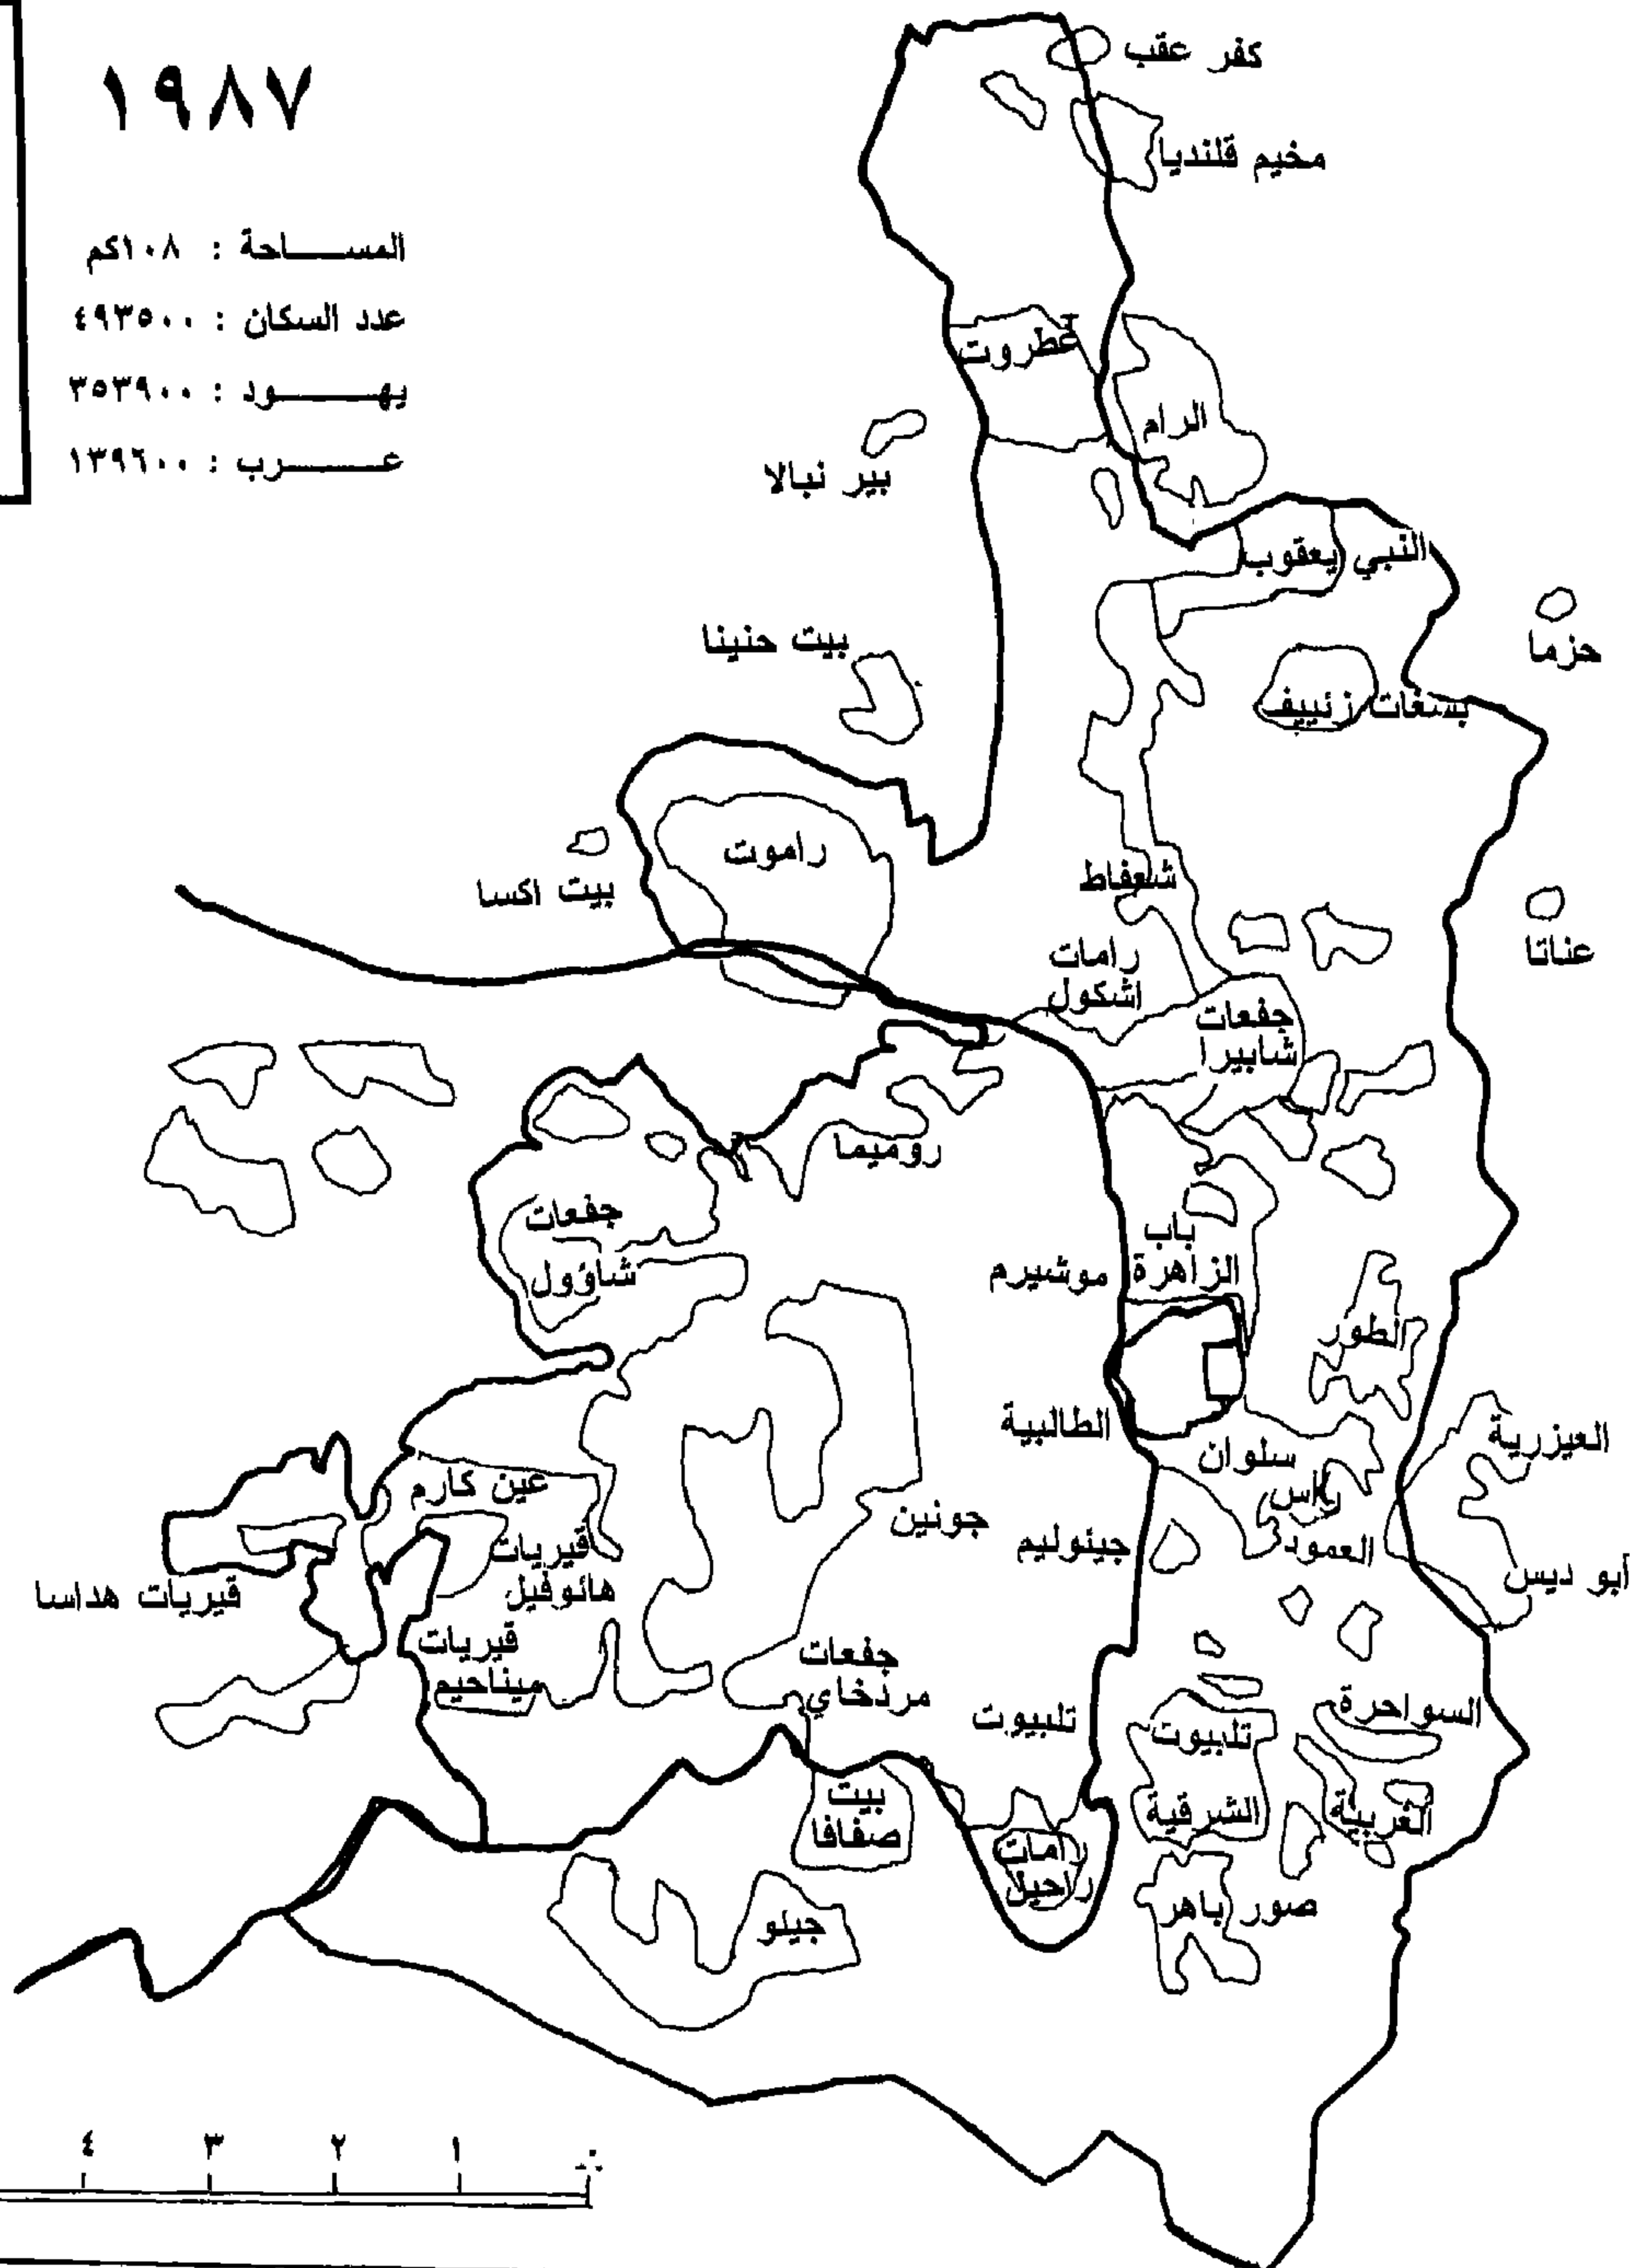 ١٩٨٧
المساحة : ١٠٨كم
عدد السكان : ٤٩٣٥٠٠
يهود : ٣٥٣٩٠٠
عرب : ١٣٩٦٠٠
كفر عقب
مخيم قلنديا
عطروت
الرام
بير نبالا
النبي يعقوب
حزما
بيت حنينا
بسغات زئييف
راموت
بيت اكسا
شعفاط
عناتا
رامات
اشكول
جفعات
شابيرا
روميما
جفعات
شاؤول
باب
الزاهرة
موشيرم
الطور
الطالبية
العيزرية
سلوان
راس
العمود
عين كارم
جونين
جيئوليم
قيريات
هائوفيل
أبو ديس
قيريات هداسا
قيريات
ميناحيم
جفعات
مردخاي
تلبيوت
السواحرة
الغربية
تلبيوت
الشرقية
بيت
صفافا
رامات
راحيلا
صور باهر
جيلو
٤ ٣ ٢ ١ ٠